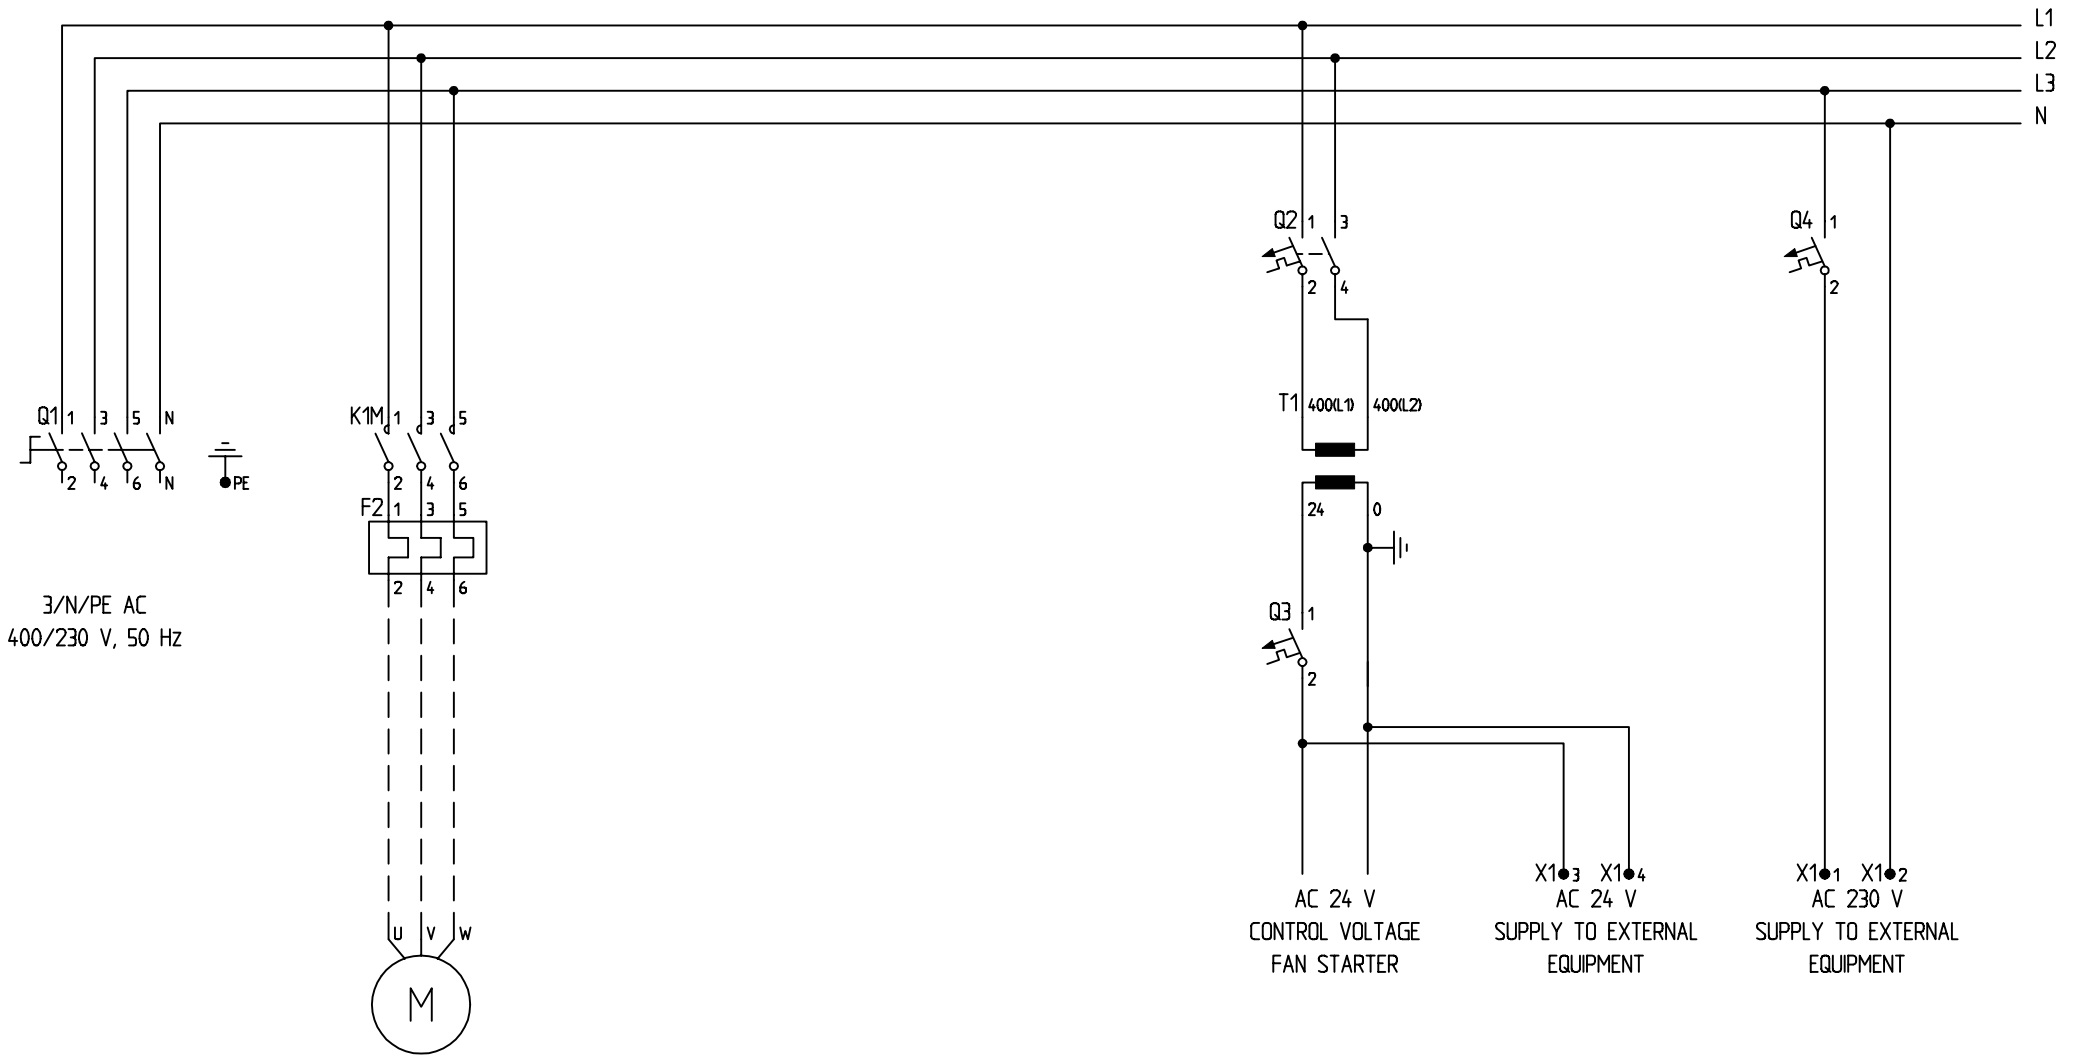 L1
L2
L3
N
Q2 1 3
Q4 1
2 4
2
T1 400(L1) 400(L2)
Q1 1 3 5 N
K1M 1 3 5
2 4 6 N PE
2 4 6
F2 1 3 5
24 0
2 4 6
3/N/PE AC
400/230 V, 50 Hz
Q3 1
2
X1 3 X1 4
X1 1 X1 2
AC 24 V
CONTROL VOLTAGE
FAN STARTER
AC 24 V
SUPPLY TO EXTERNAL
EQUIPMENT
AC 230 V
SUPPLY TO EXTERNAL
EQUIPMENT
U V W
M